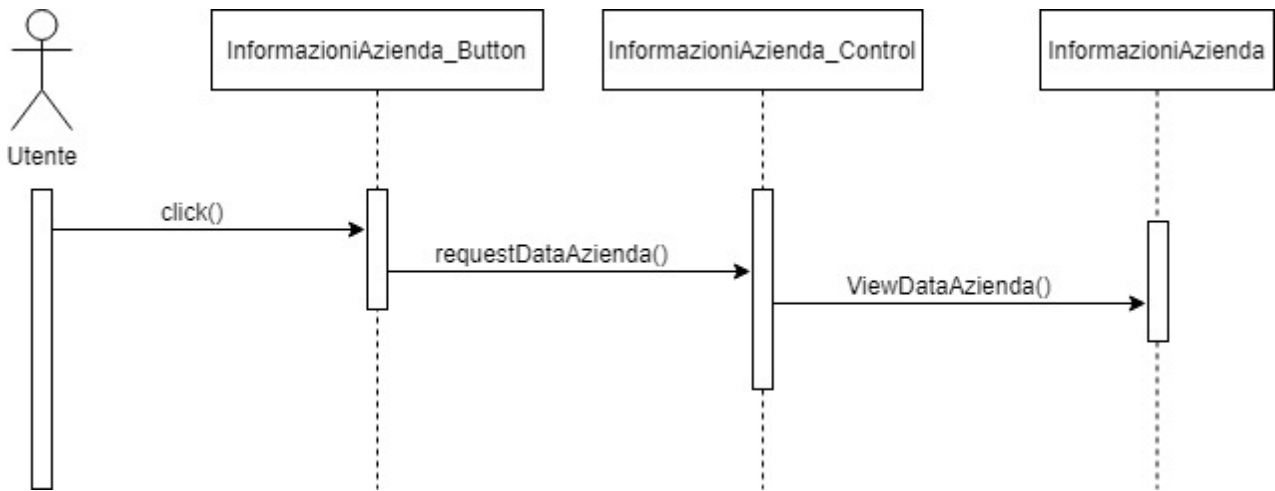 InformazioniAzienda_Button
InformazioniAzienda_Control
InformazioniAzienda
Utente
click()
requestDataAzienda()
ViewDataAzienda()